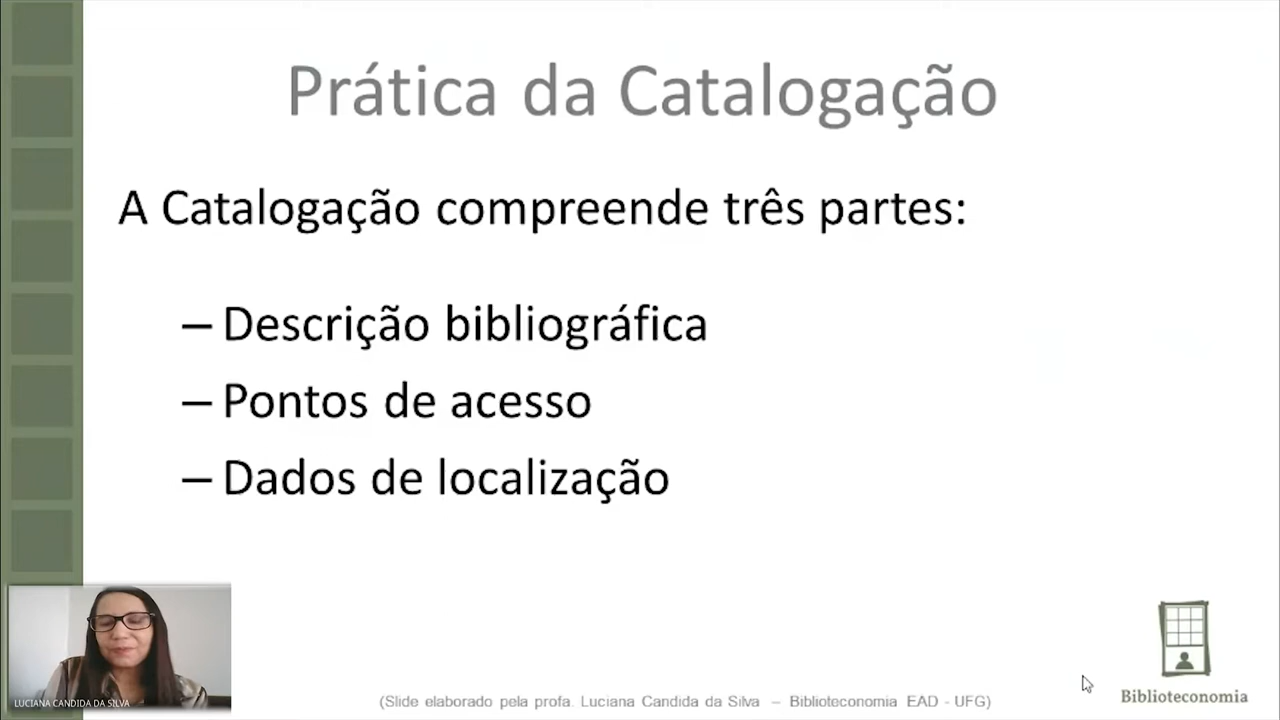 Prática da Catalogação
A Catalogação compreende três partes:
– Descrição bibliográfica
– Pontos de acesso
– Dados de localização
LUCIANA CANDIDA DA SILVA
(Slide elaborado pela profa. Luciana Candida da Silva – Biblioteconomia EAD - UFG)
Biblioteconomia